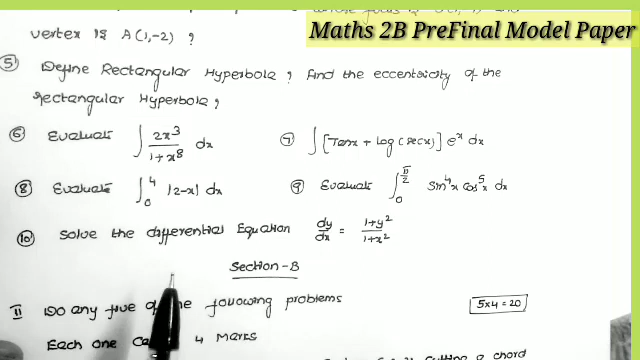 Maths 2B PreFinal Model Paper
vertex is A(1,-2) ?
⑤ Define Rectangular Hyperbola ; find the eccentricity of the
rectangular Hyperbola ;
⑥ Evaluate ∫ 2x³/(1+x⁸) dx ⑦ ∫ [Tanx + log(secx)] eˣ dx
⑧ Evaluate ∫₀⁴ |2-x| dx ⑨ Evaluate ∫₀^(π/2) sin⁴x cos⁵x dx
⑩ Solve the differential Equation dy/dx = (1+y²)/(1+x²)
Section-B
II Do any five of the following problems 5x4=20
Each one 4 Marks
cutting a chord